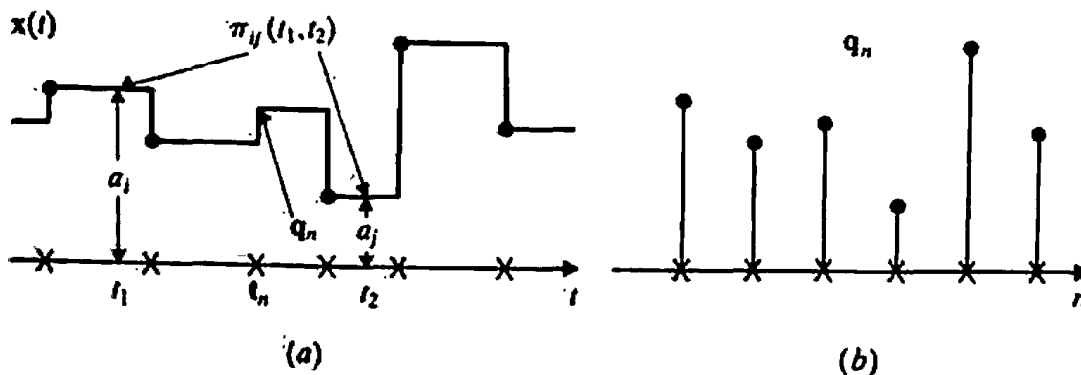 x(t)
π_ij(t_1, t_2)
q_n
a_i
q_n
a_j
t_1
t_n
t_2
t
n
(a)
(b)